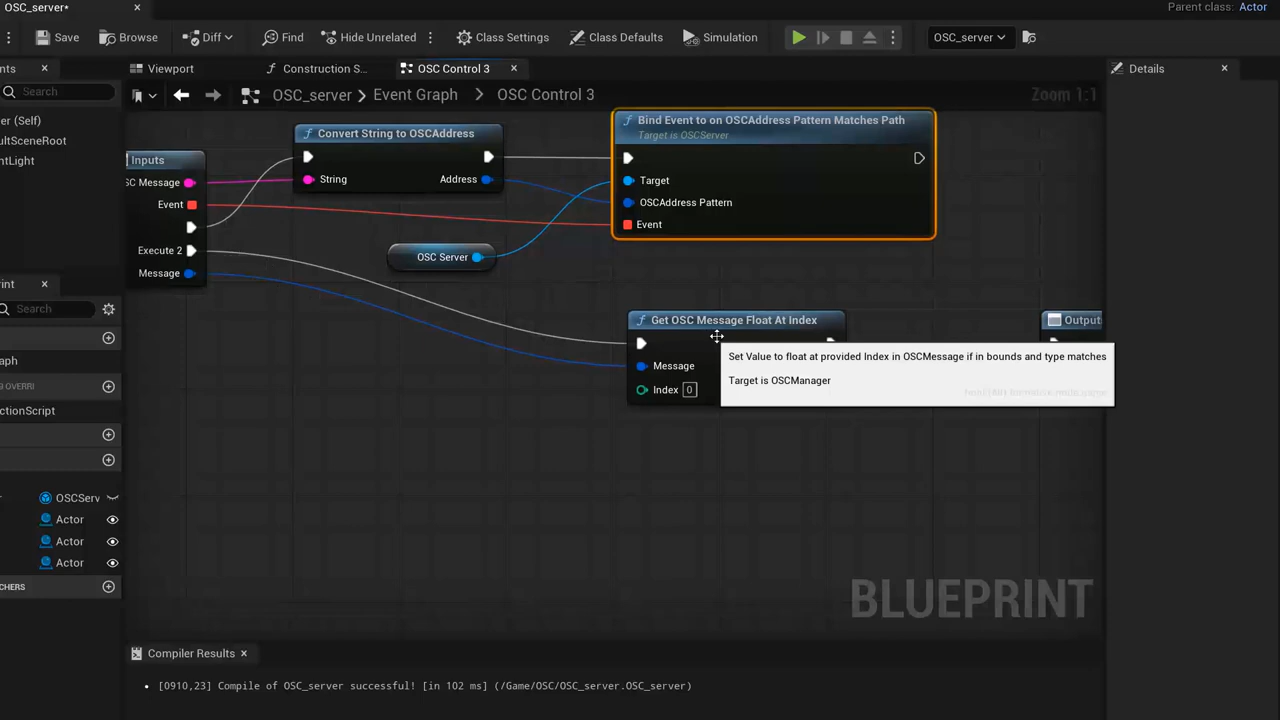 OSC_server*
Parent class: Actor
Save
Browse
Diff
Find
Hide Unrelated
Class Settings
Class Defaults
Simulation
OSC_server
nts
Viewport
Construction S...
OSC Control 3
Details
Search
OSC_server > Event Graph > OSC Control 3
Zoom 1:1
er (Self)
ultSceneRoot
ntLight
Inputs
SC Message
Event
Execute 2
Message
Convert String to OSCAddress
String
Address
OSC Server
Bind Event to on OSCAddress Pattern Matches Path
Target is OSCServer
Target
OSCAddress Pattern
Event
Get OSC Message Float At Index
Message
Index 0
Output
Set Value to float at provided Index in OSCMessage if in bounds and type matches
Target is OSCManager
rint
Search
raph
OVERRI
ctionScript
OSCServ
Actor
Actor
Actor
CHERS
BLUEPRINT
Compiler Results
[0910,23] Compile of OSC_server successful! [in 102 ms] (/Game/OSC/OSC_server.OSC_server)